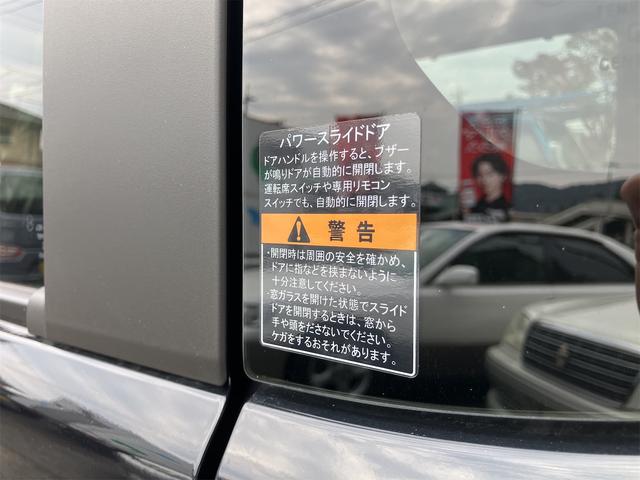 パワースライドドア
ドアハンドルを操作すると、ブザー
が鳴りドアが自動的に開閉します。
運転席スイッチや専用リモコン
スイッチでも、自動的に開閉します。
警告
・開閉時は周囲の安全を確かめ、
ドアに指などを挟まないように
十分注意してください。
・窓ガラスを開けた状態でスライド
ドアを開閉するときは、窓から
手や頭をださないでください。
ケガをするおそれがあります。